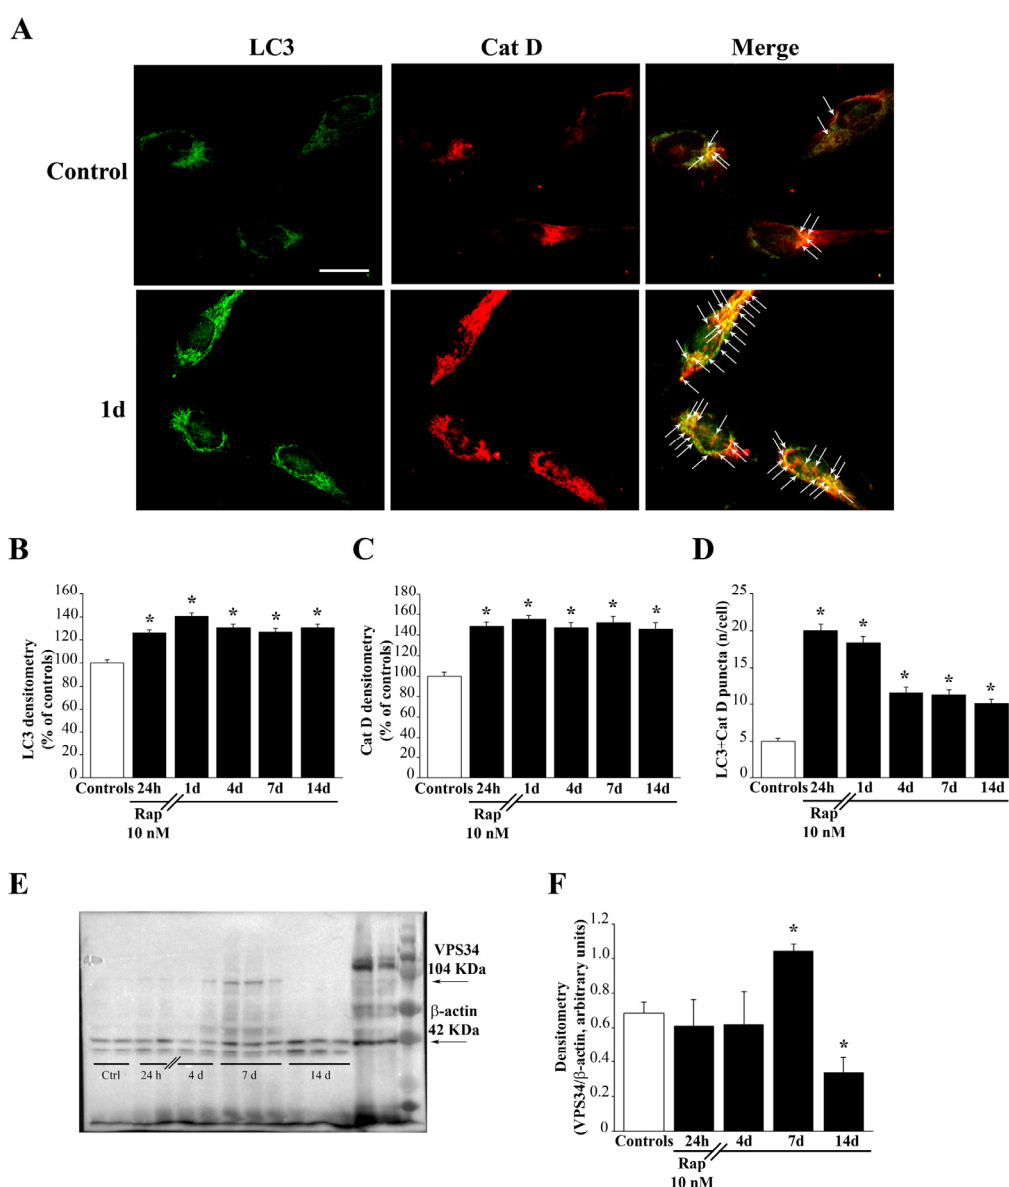 A
LC3 Cat D Merge
Control
1d
B
LC3 densitometry
(% of controls)
160
140
120
100
80
60
40
20
0
Controls 24h 1d 4d 7d 14d
* * * * *
Rap
10 nM
C
Cat D densitometry
(% of controls)
180
160
140
120
100
80
60
40
20
0
Controls 24h 1d 4d 7d 14d
* * * * *
Rap
10 nM
D
LC3+Cat D puncta (n/cell)
25
20
15
10
5
0
Controls 24h 1d 4d 7d 14d
* * * * *
Rap
10 nM
E
VPS34
104 KDa
β-actin
42 KDa
Ctrl 24 h 4 d 7 d 14 d
F
Densitometry
(VPS34/β-actin, arbitrary units)
1.2
1.0
0.8
0.6
0.4
0.2
0
* *
Controls 24h 4d 7d 14d
Rap
10 nM